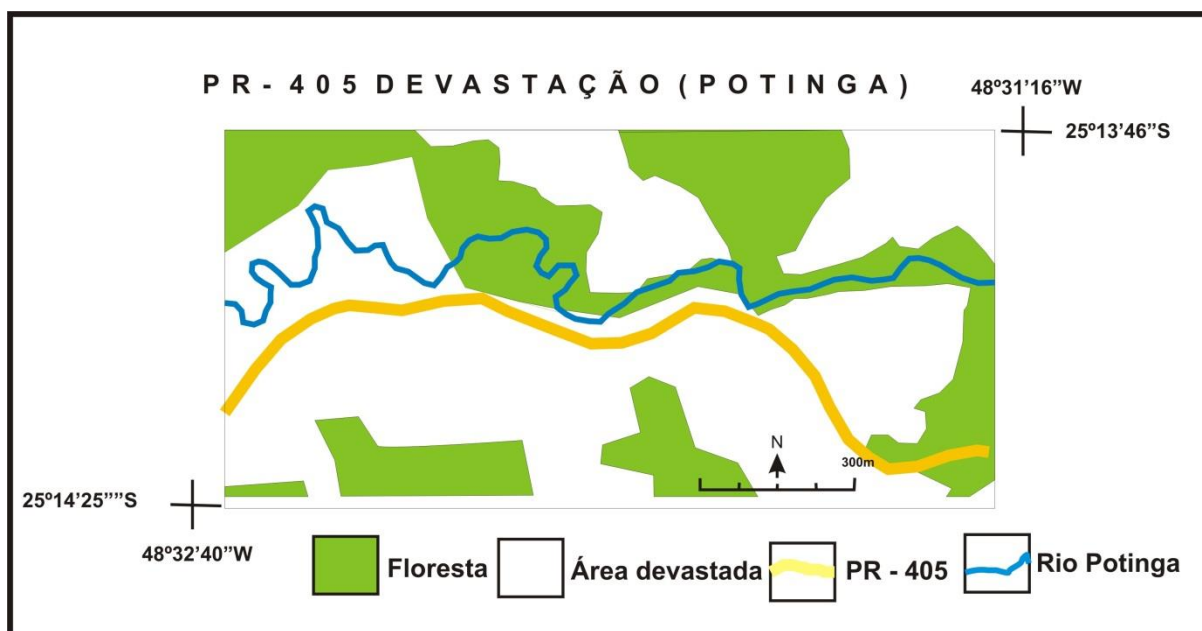 PR - 405 DEVASTAÇÃO (POTINGA)
48º31'16”W
25º13'46”S
N
300m
25º14'25””S
48º32'40”W
Floresta
Área devastada
PR - 405
Rio Potinga